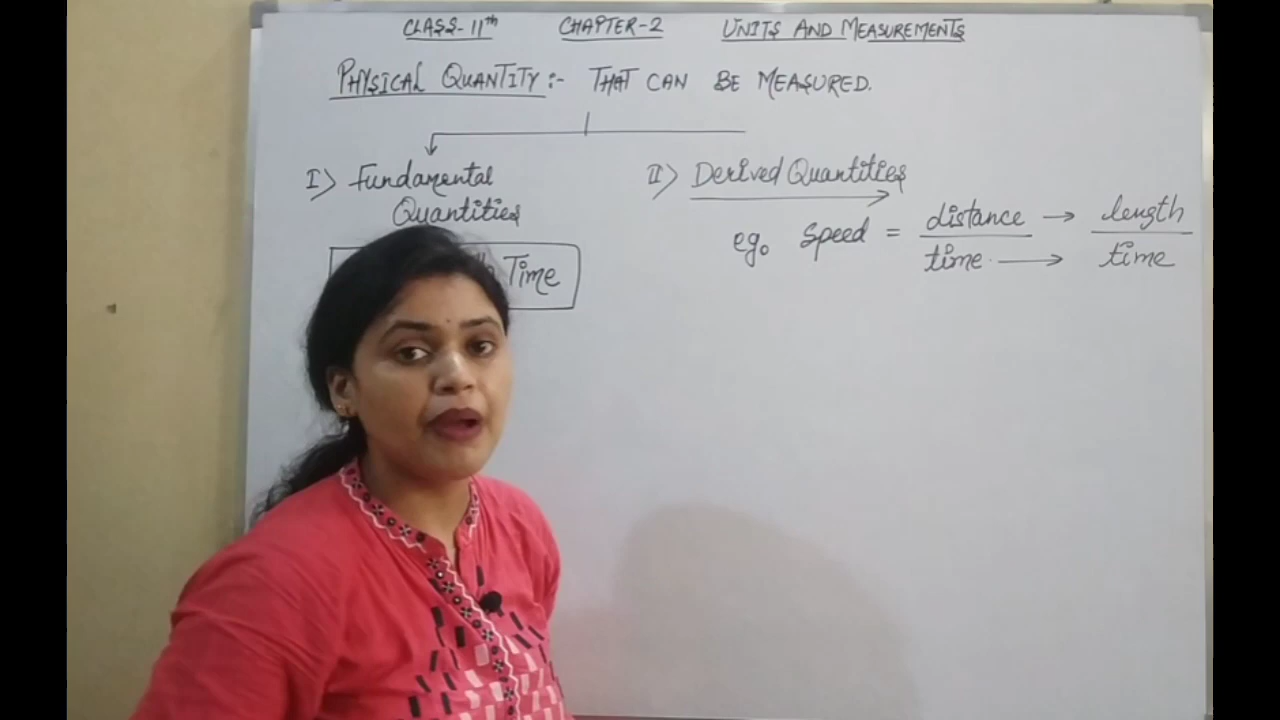 CLASS-11th CHAPTER-2 UNITS AND MEASUREMENTS
PHYSICAL QUANTITY:- THAT CAN BE MEASURED.
I> Fundamental
Quantities
Time
II> Derived Quantities
eg. Speed = distance → length
time → time